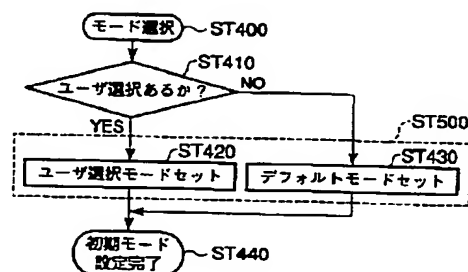 モード選択 ST400
ST410
ユーザ選択あるか? NO
YES ST500
ST420 ST430
ユーザ選択モードセット デフォルトモードセット
初期モード
設定完了 ST440